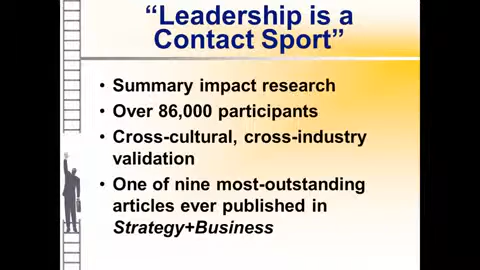 “Leadership is a
Contact Sport”
• Summary impact research
• Over 86,000 participants
• Cross-cultural, cross-industry
validation
• One of nine most-outstanding
articles ever published in
Strategy+Business